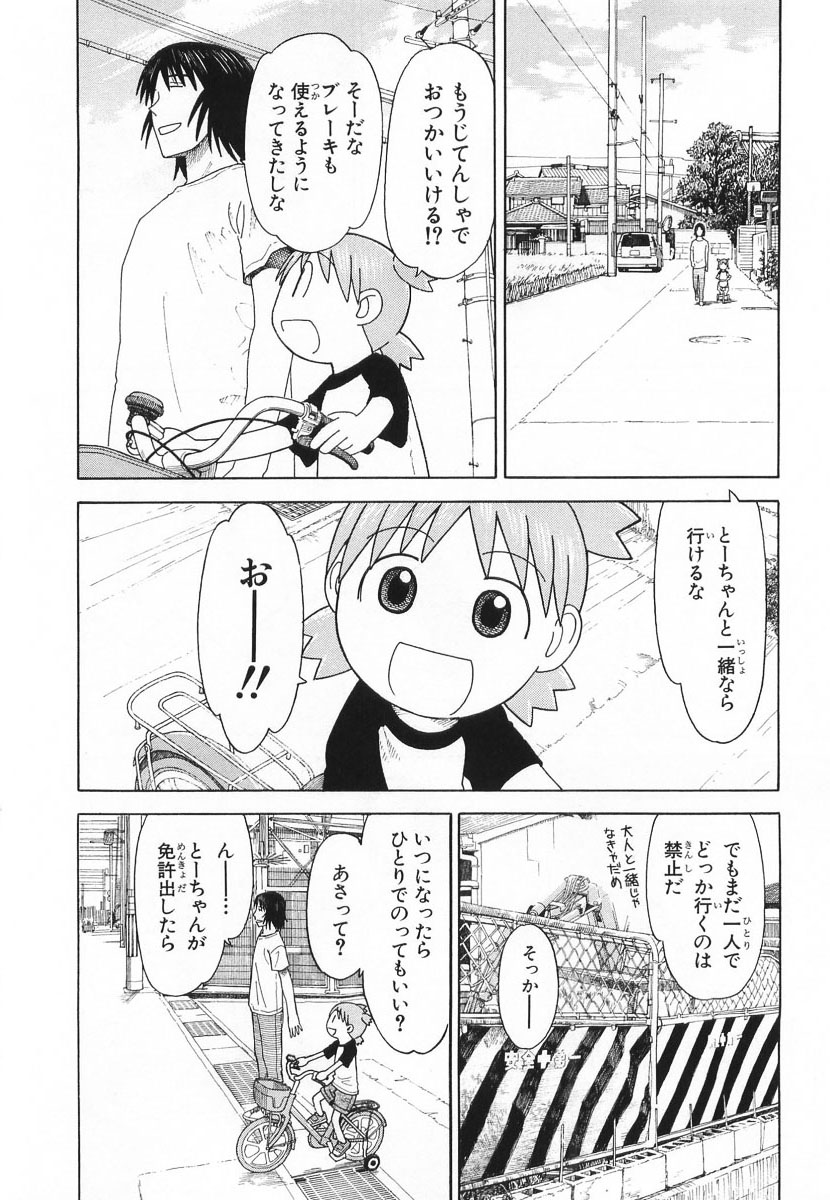 もうじてんしゃで
おつかいいける!?
そーだな
ブレーキも
使えるように
なってきたしな
とーちゃんと一緒なら
行けるな
おーー!!
でもまだ一人で
どっか行くのは
禁止だ
大人と一緒じゃ
なきゃだめ
そっかー
安全✚第一
いつになったら
ひとりでのってもいい?
あさって?
んーー…
とーちゃんが
免許出したら